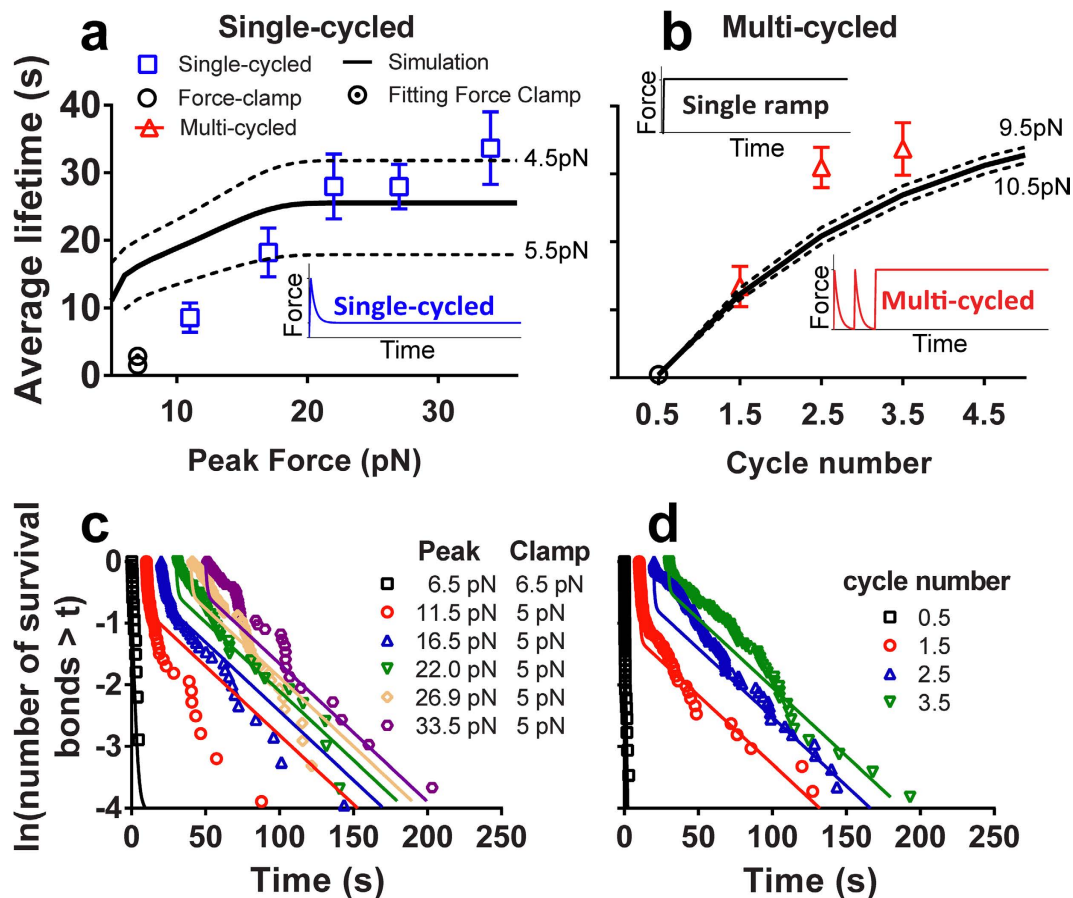 a Single-cycled
Single-cycled
Force-clamp
Multi-cycled
Simulation
Fitting Force Clamp
Average lifetime (s)
40
30
20
10
0
4.5pN
5.5pN
Force
Single-cycled
Time
10 20 30
Peak Force (pN)
b Multi-cycled
Force
Single ramp
Time
9.5pN
10.5pN
Force
Multi-cycled
Time
0.5 1.5 2.5 3.5 4.5
Cycle number
c
ln(number of survival
bonds > t)
-0
-1
-2
-3
-4
Peak Clamp
6.5 pN 6.5 pN
11.5 pN 5 pN
16.5 pN 5 pN
22.0 pN 5 pN
26.9 pN 5 pN
33.5 pN 5 pN
0 50 100 150 200 250
Time (s)
d
cycle number
0.5
1.5
2.5
3.5
0 50 100 150 200 250
Time (s)